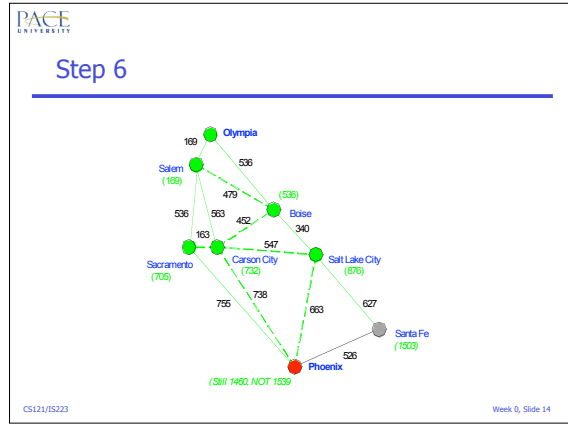 PACE
UNIVERSITY
Step 6
Olympia
169
Salem
(169)
536
479
(536)
Boise
536
563
452
340
163
547
Sacramento
(705)
Carson City
(732)
Salt Lake City
(876)
755
738
663
627
Santa Fe
(1503)
526
Phoenix
(Still 1460, NOT 1539
CS121/IS223
Week 0, Slide 14